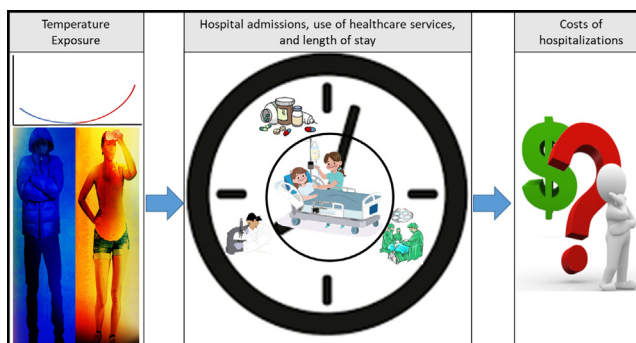 Temperature
Exposure
Hospital admissions, use of healthcare services,
and length of stay
Costs of
hospitalizations
$?